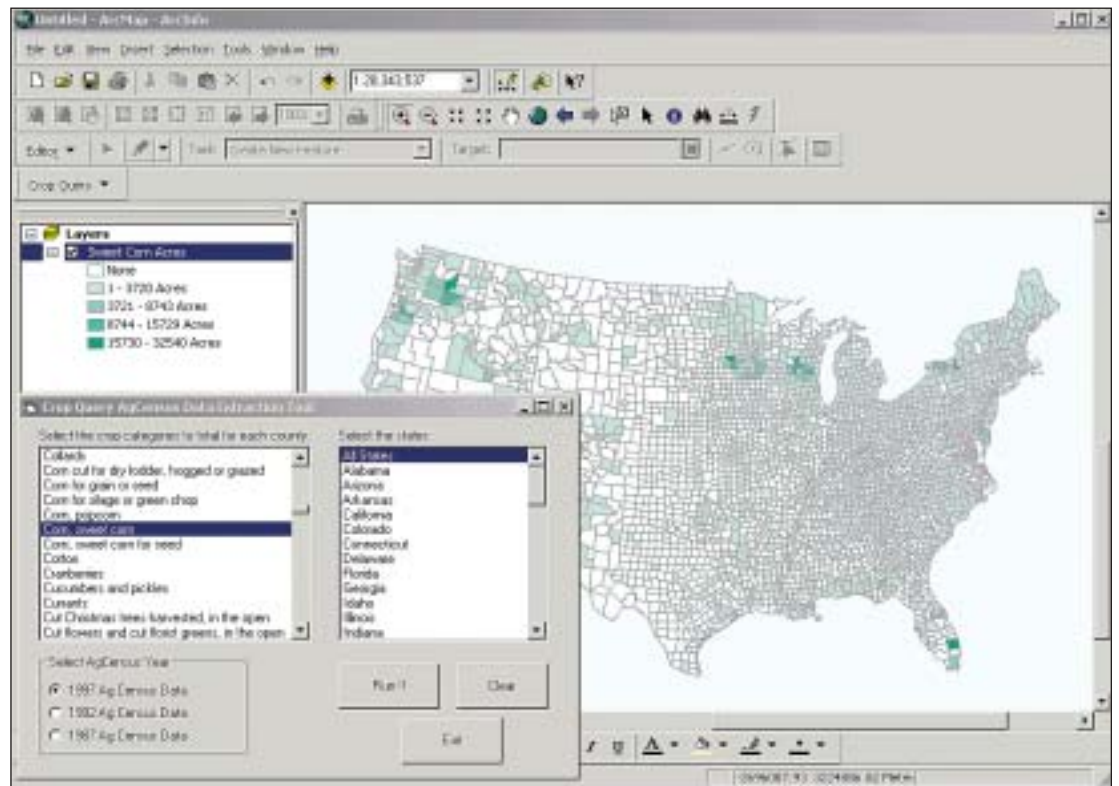 Untitled - ArcMap - ArcInfo
File Edit View Insert Selection Tools Window Help
1:28,343,537
Editor Task: Create New Feature Target:
Crop Query
Layers
Sweet Corn Acres
None
1 - 3720 Acres
3721 - 8743 Acres
8744 - 15729 Acres
15730 - 32540 Acres
Crop Query AgCensus Data Extraction Tool
Select the crop categories to total for each county
Collards
Corn cut for dry fodder, hogged or grazed
Corn for grain or seed
Corn for silage or green chop
Corn, popcorn
Corn, sweet corn
Corn, sweet corn for seed
Cotton
Cranberries
Cucumbers and pickles
Currants
Cut Christmas trees harvested, in the open
Cut flowers and cut florist greens, in the open
Select the states:
All States
Alabama
Arizona
Arkansas
California
Colorado
Connecticut
Delaware
Florida
Georgia
Idaho
Illinois
Indiana
Select AgCensus Year
1997 Ag Census Data
1992 Ag Census Data
1987 Ag Census Data
Run !!
Clear
Exit
I U A
Meters